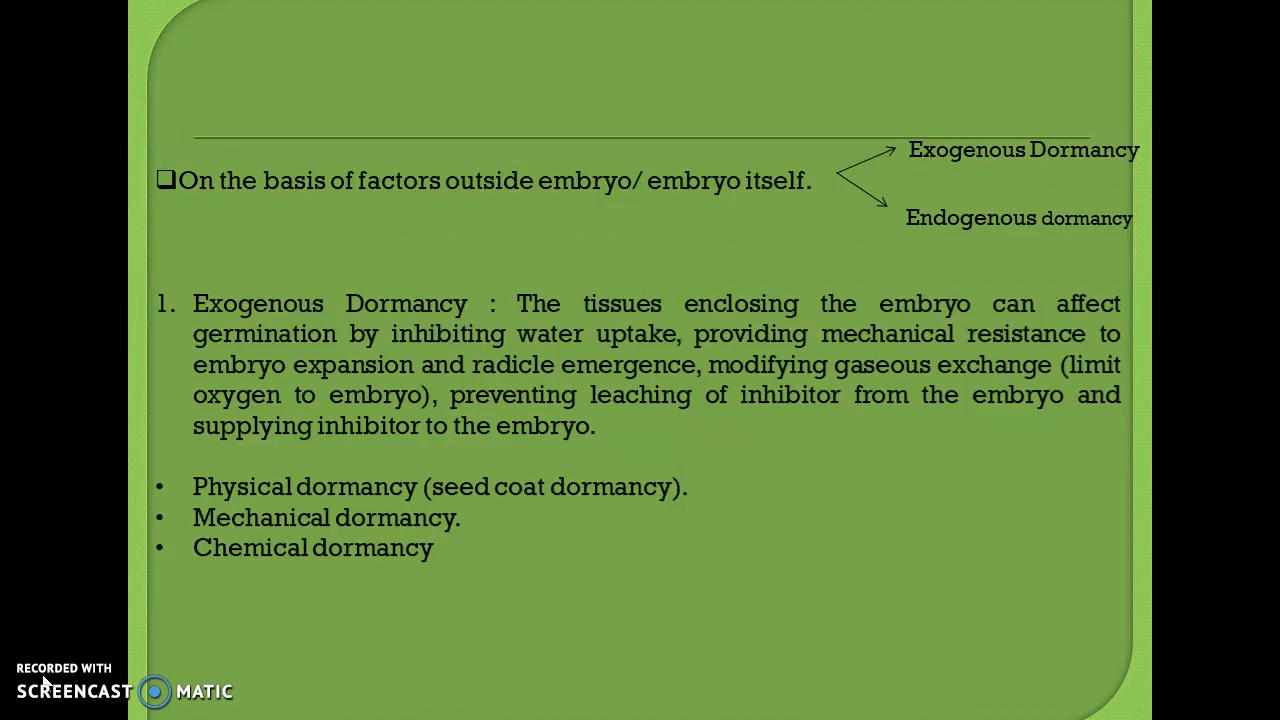 Exogenous Dormancy
❑On the basis of factors outside embryo/ embryo itself.
Endogenous dormancy
1. Exogenous Dormancy : The tissues enclosing the embryo can affect
germination by inhibiting water uptake, providing mechanical resistance to
embryo expansion and radicle emergence, modifying gaseous exchange (limit
oxygen to embryo), preventing leaching of inhibitor from the embryo and
supplying inhibitor to the embryo.
• Physical dormancy (seed coat dormancy).
• Mechanical dormancy.
• Chemical dormancy
RECORDED WITH
SCREENCAST MATIC